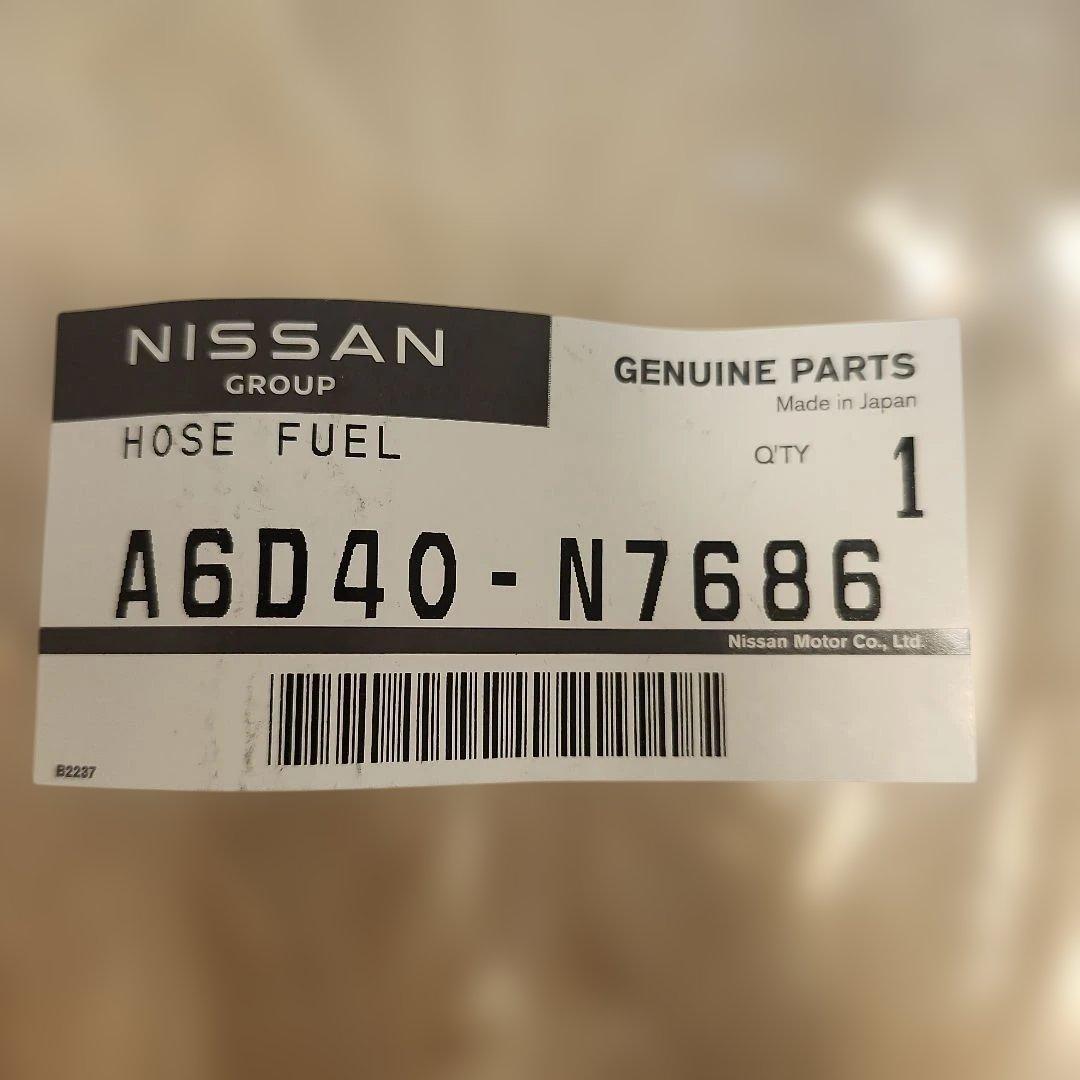 NISSAN
GROUP
GENUINE PARTS
Made in Japan
HOSE FUEL
Q'TY 1
A6D40-N7686
Nissan Motor Co., Ltd.
B2237